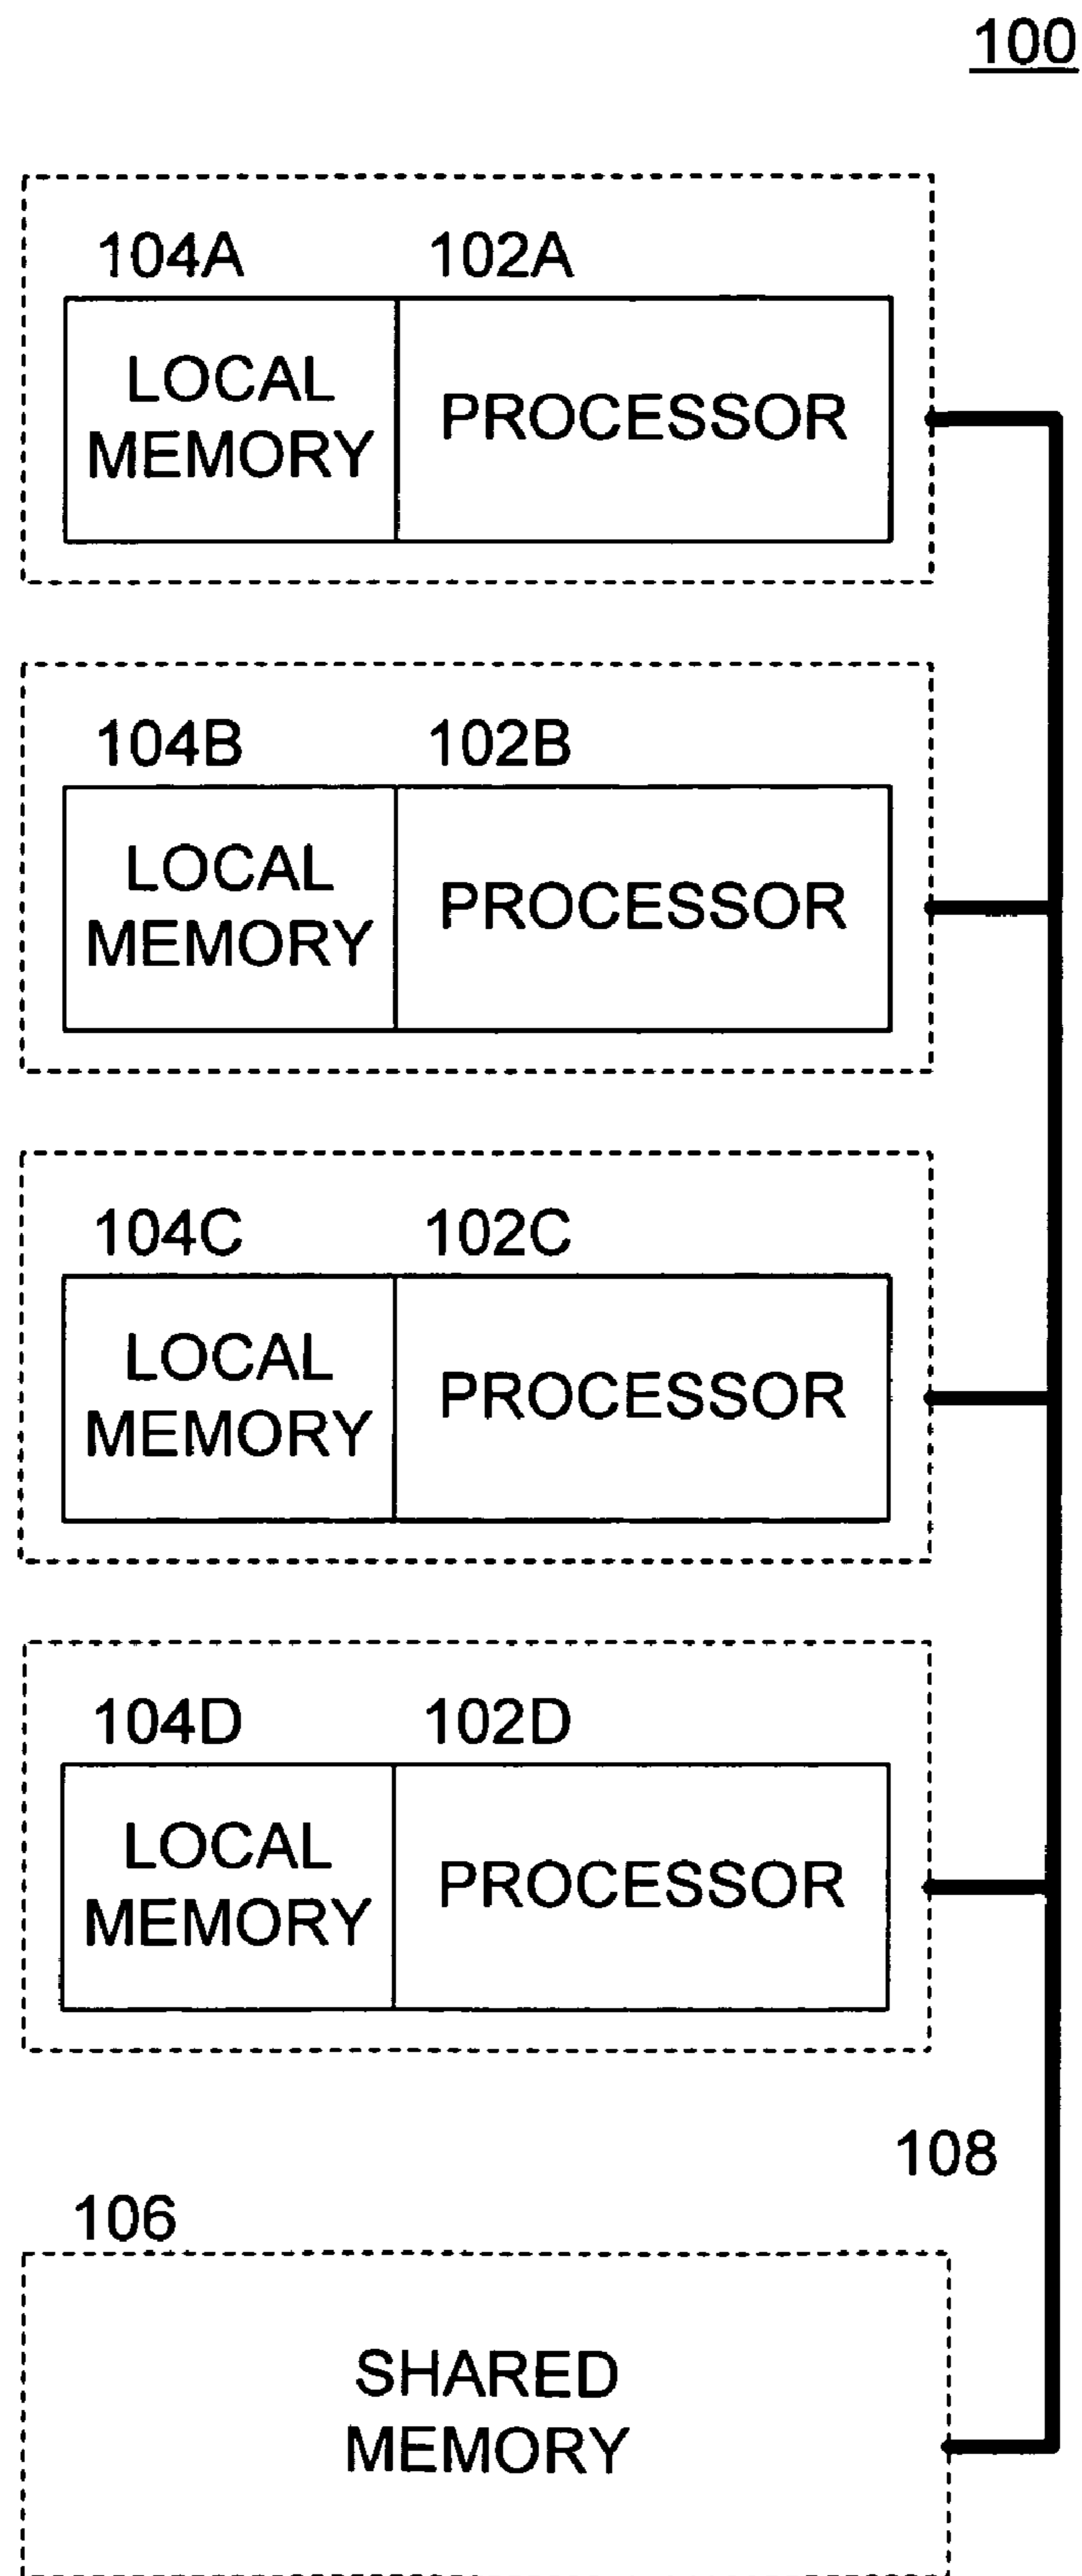 100
104A 102A
LOCAL
MEMORY
PROCESSOR
104B 102B
LOCAL
MEMORY
PROCESSOR
104C 102C
LOCAL
MEMORY
PROCESSOR
104D 102D
LOCAL
MEMORY
PROCESSOR
108
106
SHARED
MEMORY